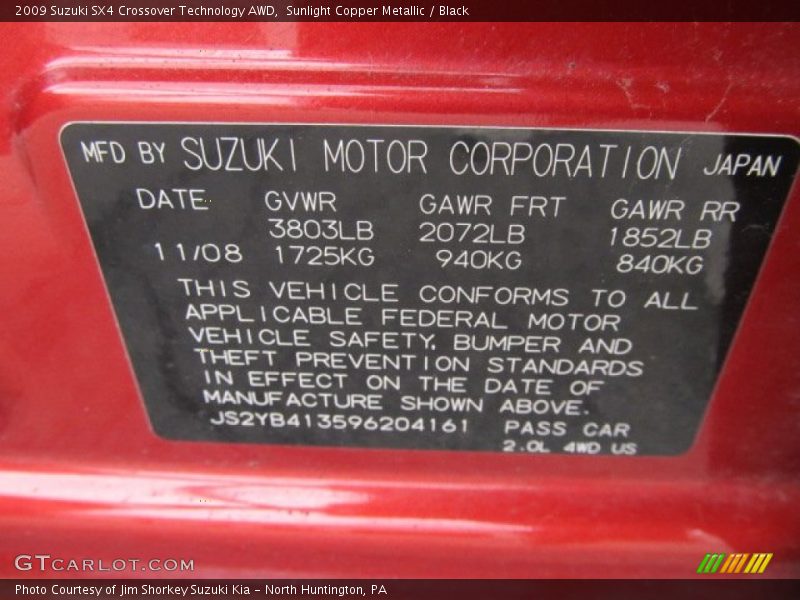 2009 Suzuki SX4 Crossover Technology AWD, Sunlight Copper Metallic / Black
MFD BY SUZUKI MOTOR CORPORATION JAPAN
DATE GVWR GAWR FRT GAWR RR
3803LB 2072LB 1852LB
11/08 1725KG 940KG 840KG
THIS VEHICLE CONFORMS TO ALL
APPLICABLE FEDERAL MOTOR
VEHICLE SAFETY, BUMPER AND
THEFT PREVENTION STANDARDS
IN EFFECT ON THE DATE OF
MANUFACTURE SHOWN ABOVE.
JS2YB413596204161 PASS CAR
2.0L 4WD US
GTCARLOT.COM
Photo Courtesy of Jim Shorkey Suzuki Kia - North Huntington, PA